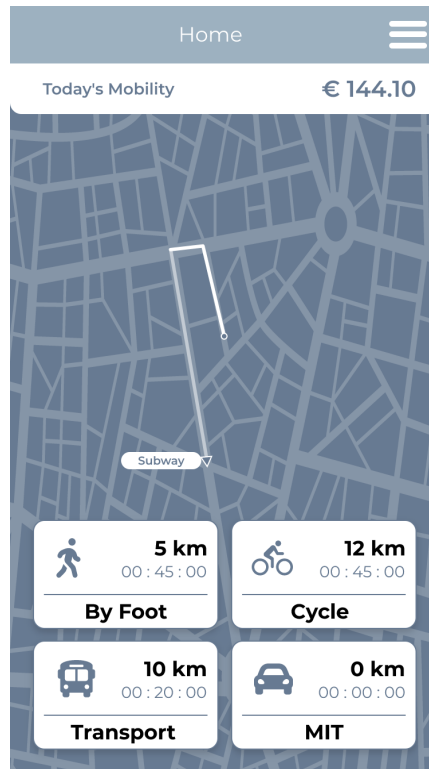 Home
Today's Mobility € 144.10
Subway
5 km
00 : 45 : 00
By Foot
12 km
00 : 45 : 00
Cycle
10 km
00 : 20 : 00
Transport
0 km
00 : 00 : 00
MIT